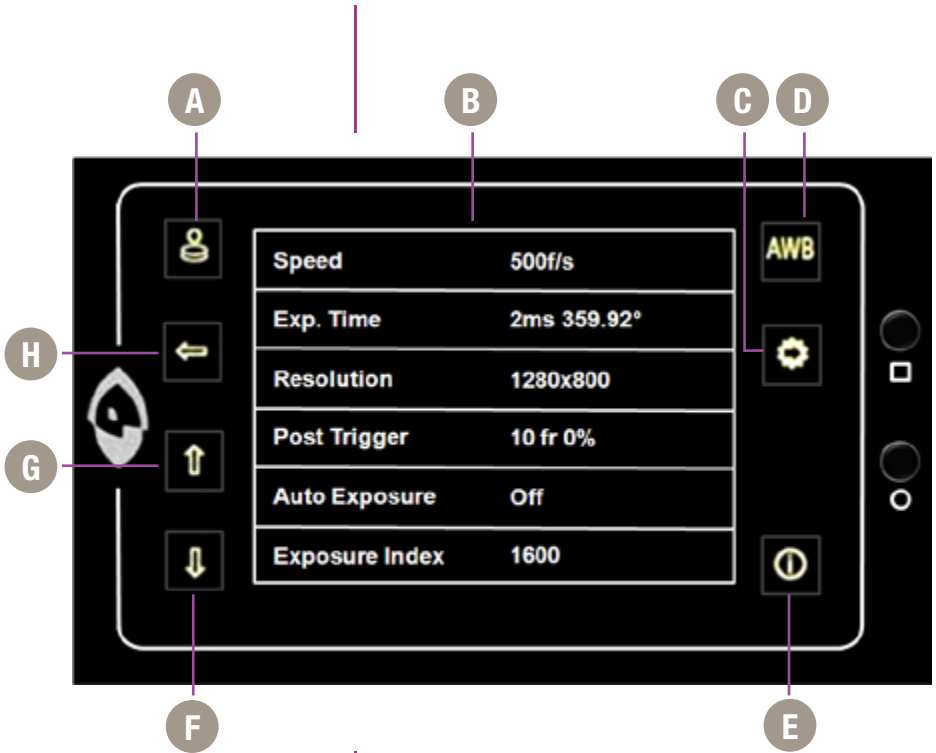 A
B
C
D
AWB
Speed 500f/s
Exp. Time 2ms 359.92°
H
Resolution 1280x800
Post Trigger 10 fr 0%
G
Auto Exposure Off
Exposure Index 1600
F
E